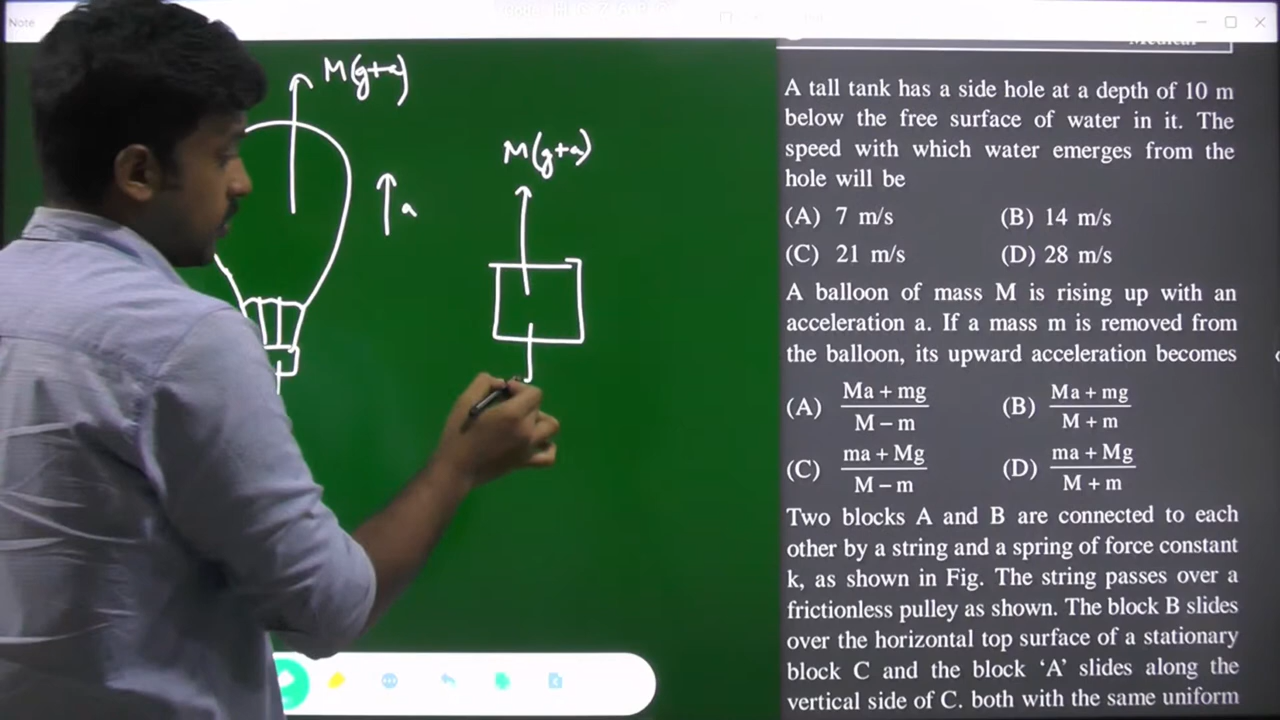 Note
M(g+a)
M(g+a)
a
Medical
A tall tank has a side hole at a depth of 10 m
below the free surface of water in it. The
speed with which water emerges from the
hole will be
(A) 7 m/s (B) 14 m/s
(C) 21 m/s (D) 28 m/s
A balloon of mass M is rising up with an
acceleration a. If a mass m is removed from
the balloon, its upward acceleration becomes
(A) Ma + mg / M – m (B) Ma + mg / M + m
(C) ma + Mg / M – m (D) ma + Mg / M + m
Two blocks A and B are connected to each
other by a string and a spring of force constant
k, as shown in Fig. The string passes over a
frictionless pulley as shown. The block B slides
over the horizontal top surface of a stationary
block C and the block ‘A’ slides along the
vertical side of C. both with the same uniform